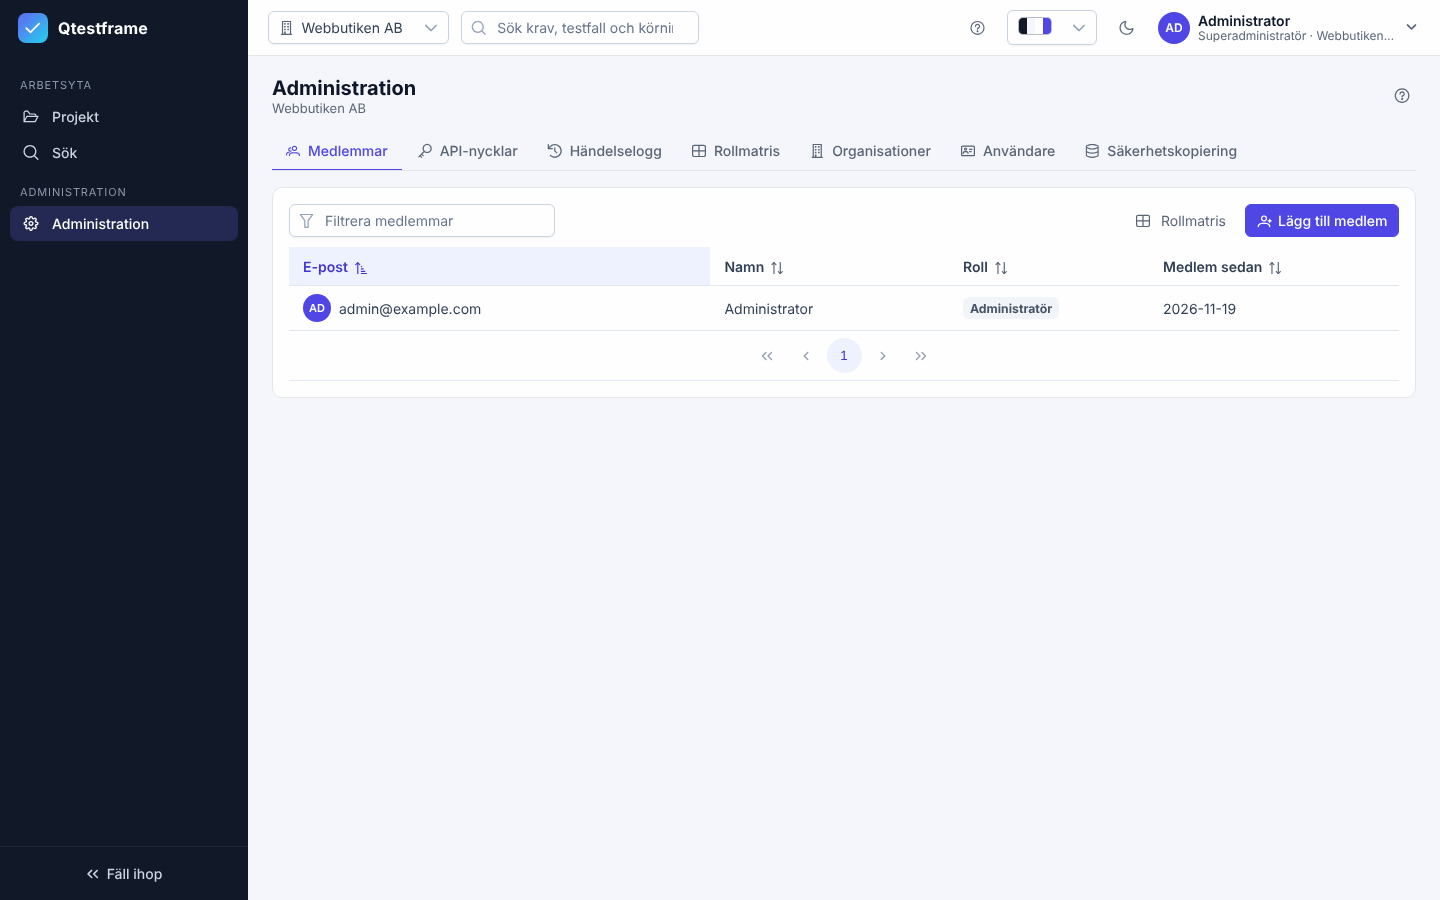 Qtestframe
Webbutiken AB
Sök krav, testfall och körni
AD
Administrator
Superadministratör · Webbutiken...
ARBETSYTA
Projekt
Sök
ADMINISTRATION
Administration
Fäll ihop
Administration
Webbutiken AB
Medlemmar
API-nycklar
Händelselogg
Rollmatris
Organisationer
Användare
Säkerhetskopiering
Filtrera medlemmar
Rollmatris
Lägg till medlem
E-post
Namn
Roll
Medlem sedan
AD
admin@example.com
Administrator
Administratör
2026-11-19
1